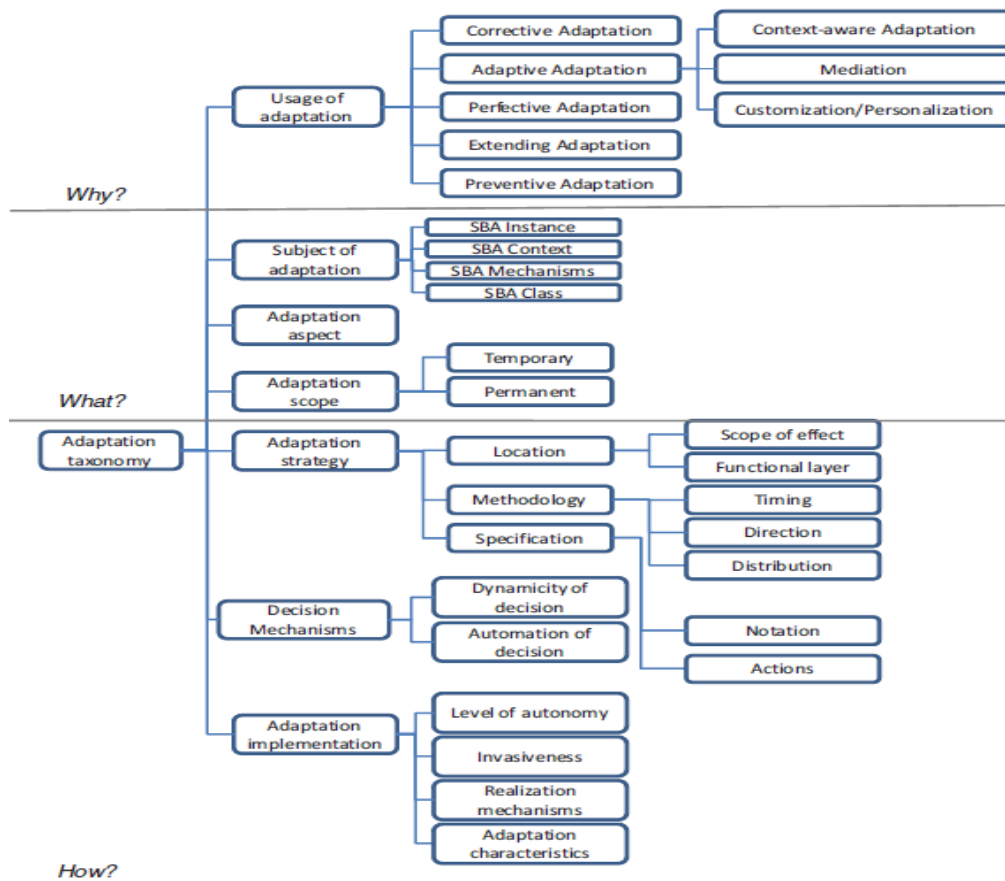 Corrective Adaptation
Context-aware Adaptation
Adaptive Adaptation
Mediation
Usage of
adaptation
Perfective Adaptation
Customization/Personalization
Extending Adaptation
Preventive Adaptation
Why?
SBA Instance
Subject of
adaptation
SBA Context
SBA Mechanisms
SBA Class
Adaptation
aspect
Adaptation
scope
Temporary
Permanent
What?
Adaptation
taxonomy
Adaptation
strategy
Location
Scope of effect
Functional layer
Methodology
Timing
Specification
Direction
Distribution
Decision
Mechanisms
Dynamicity of
decision
Automation of
decision
Notation
Actions
Adaptation
implementation
Level of autonomy
Invasiveness
Realization
mechanisms
Adaptation
characteristics
How?